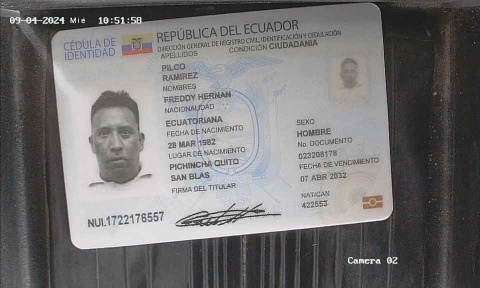 09-04-2024 Mié 10:51:58
CÉDULA DE IDENTIDAD
REPÚBLICA DEL ECUADOR
DIRECCIÓN GENERAL DE REGISTRO CIVIL, IDENTIFICACIÓN Y CEDULACIÓN
APELLIDOS
CONDICIÓN CIUDADANÍA
PILCO
RAMIREZ
NOMBRES
FREDDY HERNAN
NACIONALIDAD
ECUATORIANA
FECHA DE NACIMIENTO
28 MAR 1982
LUGAR DE NACIMIENTO
PICHINCHA QUITO
SAN BLAS
FIRMA DEL TITULAR
SEXO
HOMBRE
No. DOCUMENTO
023208178
FECHA DE VENCIMIENTO
07 ABR 2032
NAT/CAN
422553
NUI.1722176557
Camera 02